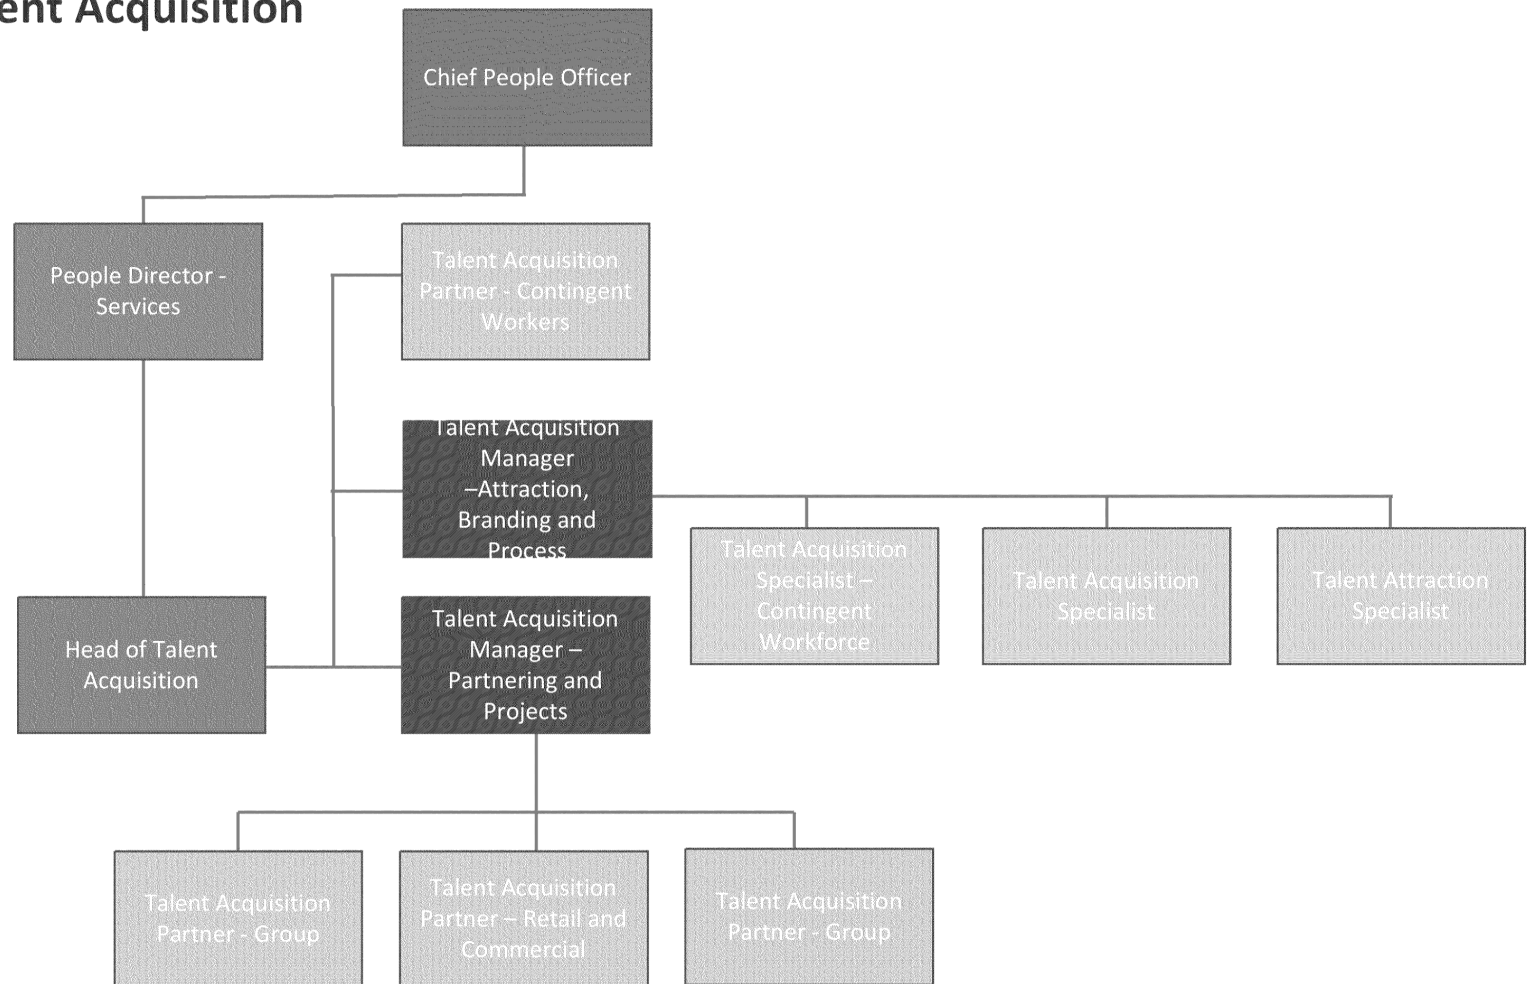 ent Acquisition
Chief People Officer
People Director -
Services
Talent Acquisition
Partner - Contingent
Workers
Talent Acquisition
Manager
–Attraction,
Branding and
Process
Talent Acquisition
Specialist –
Contingent
Workforce
Talent Acquisition
Specialist
Talent Attraction
Specialist
Head of Talent
Acquisition
Talent Acquisition
Manager –
Partnering and
Projects
Talent Acquisition
Partner - Group
Talent Acquisition
Partner – Retail and
Commercial
Talent Acquisition
Partner - Group